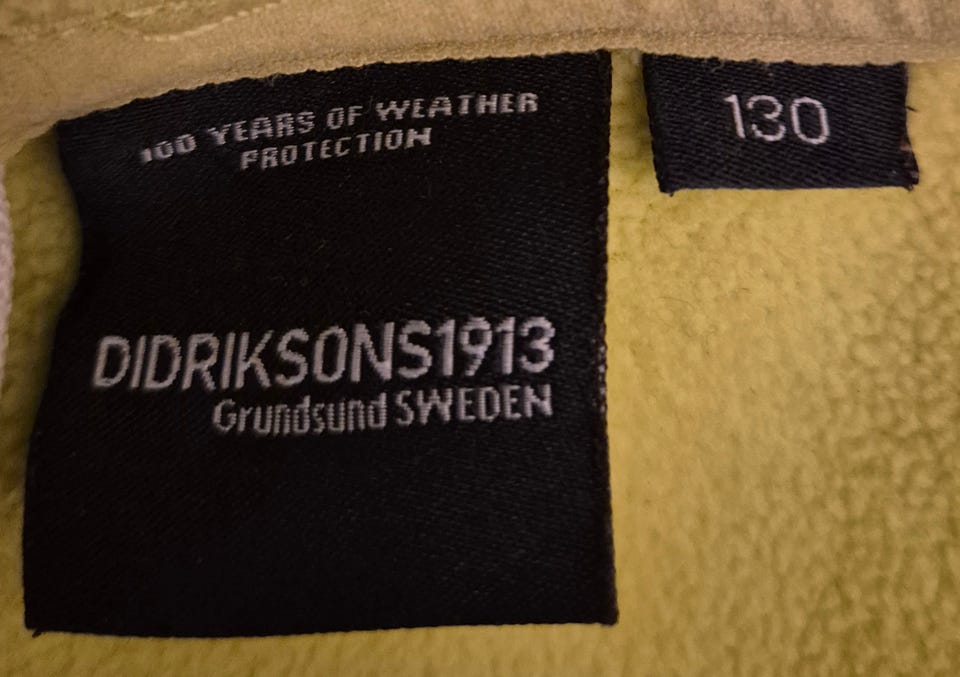 100 YEARS OF WEATHER
PROTECTION
130
DIDRIKSONS1913
Grundsund SWEDEN